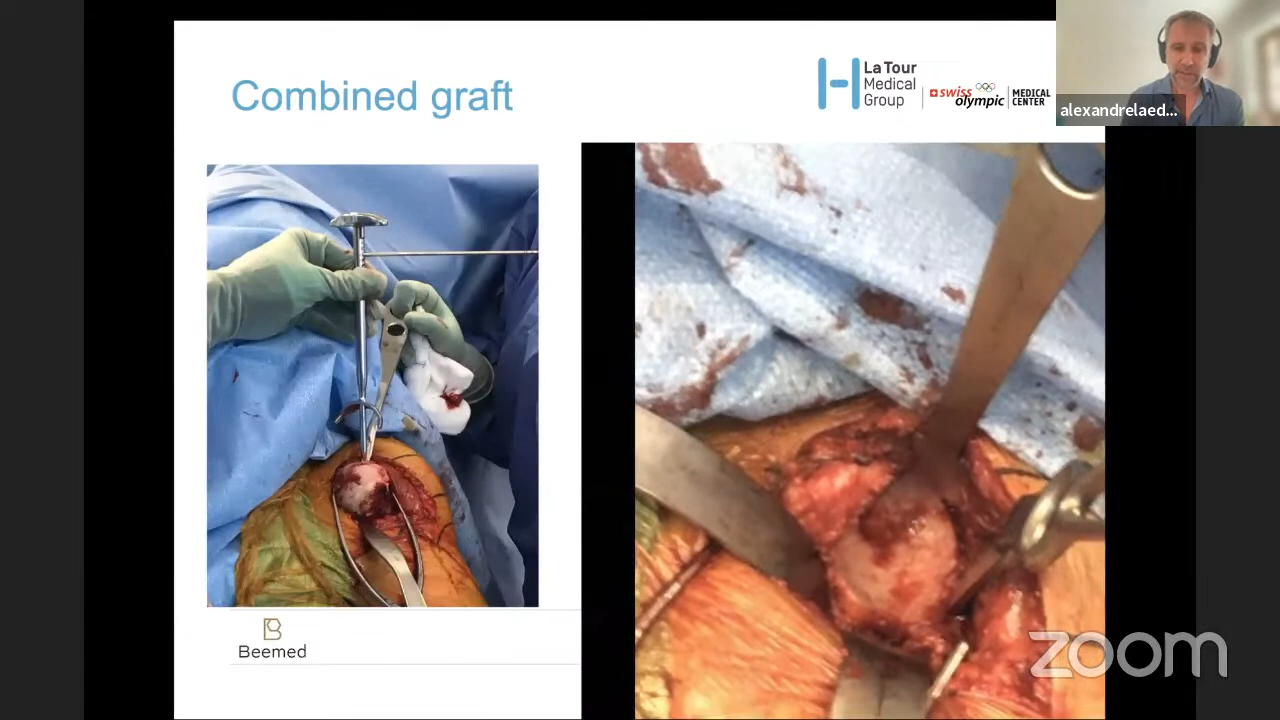 Combined graft
La Tour
Medical
Group
swiss
olympic
MEDICAL
CENTER
alexandrelaed...
Beemed
zoom